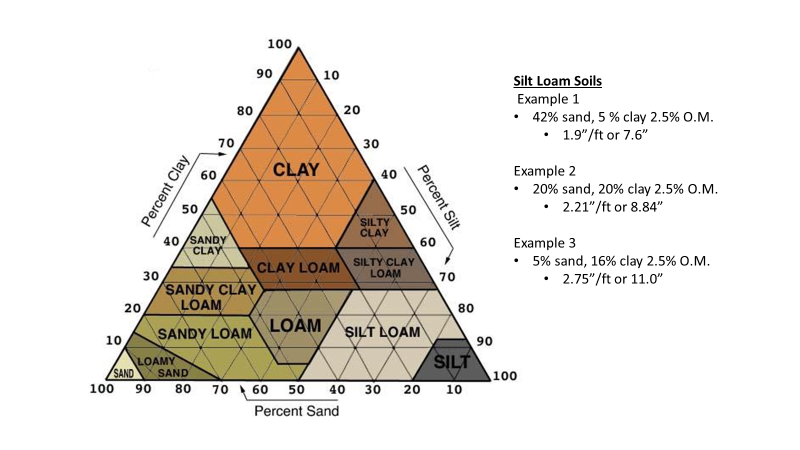 100
90
10
80
20
70
30
60
CLAY
40
Percent Clay
Percent Silt
50
50
SILTY
CLAY
40
SANDY
CLAY
60
30
CLAY LOAM
SILTY CLAY
LOAM
70
SANDY CLAY
LOAM
20
80
SANDY LOAM
LOAM
SILT LOAM
10
90
LOAMY
SAND
SAND
SILT
100
100
90
80
70
60
50
40
30
20
10
Percent Sand
Silt Loam Soils
Example 1
• 42% sand, 5 % clay 2.5% O.M.
• 1.9”/ft or 7.6”
Example 2
• 20% sand, 20% clay 2.5% O.M.
• 2.21”/ft or 8.84”
Example 3
• 5% sand, 16% clay 2.5% O.M.
• 2.75”/ft or 11.0”